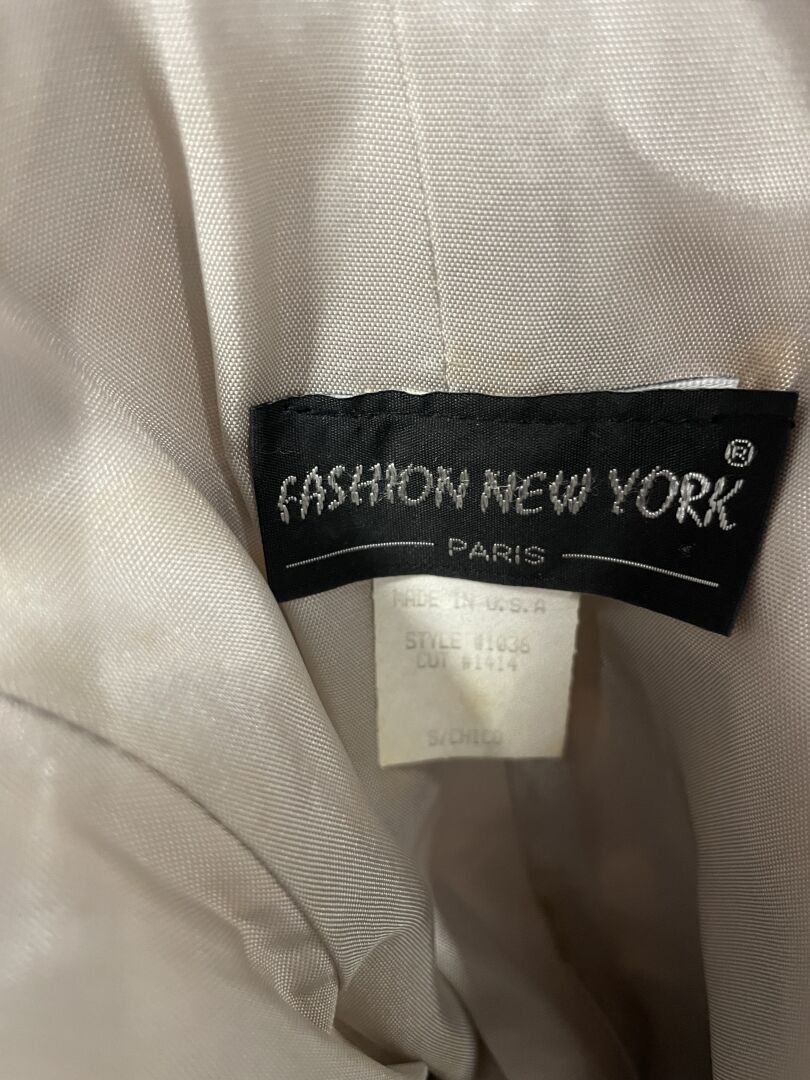 FASHION NEW YORK ®
PARIS
MADE IN U.S.A
STYLE #1036
CUT #1414
S/CHICO